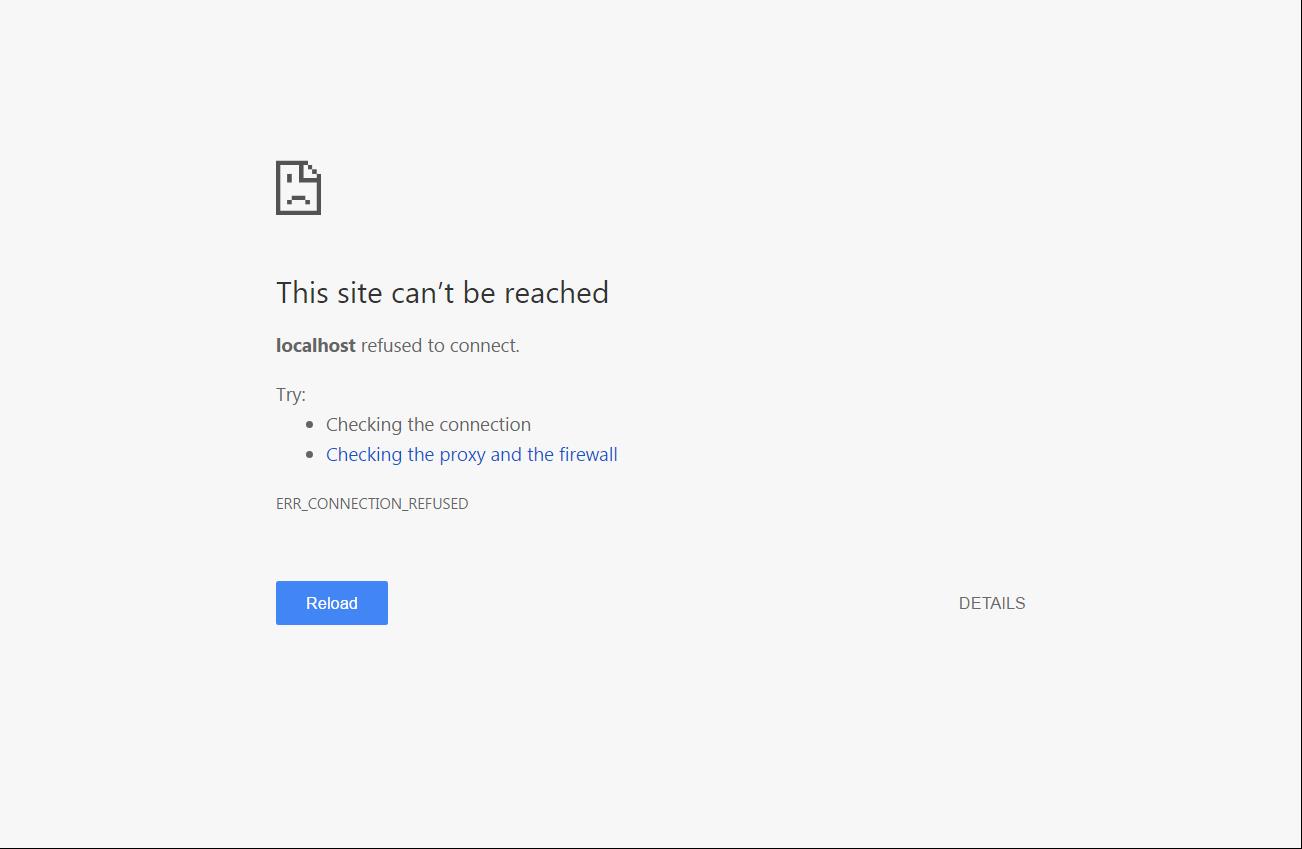 This site can’t be reached
localhost refused to connect.
Try:
Checking the connection
Checking the proxy and the firewall
ERR_CONNECTION_REFUSED
Reload
DETAILS